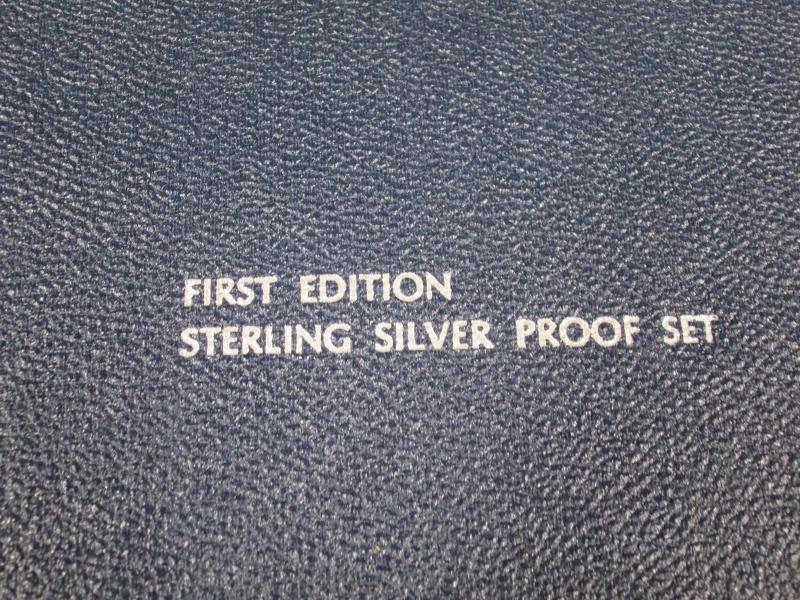 FIRST EDITION
STERLING SILVER PROOF SET